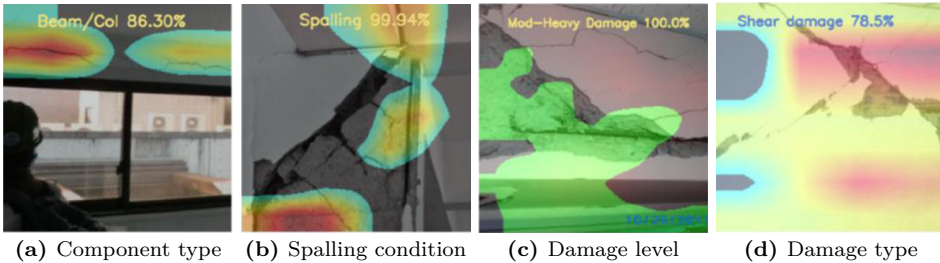 Beam/Col 86.30%
Spalling 99.94%
Mod-Heavy Damage 100.0%
Shear damage 78.5%
(a) Component type
(b) Spalling condition
(c) Damage level
(d) Damage type